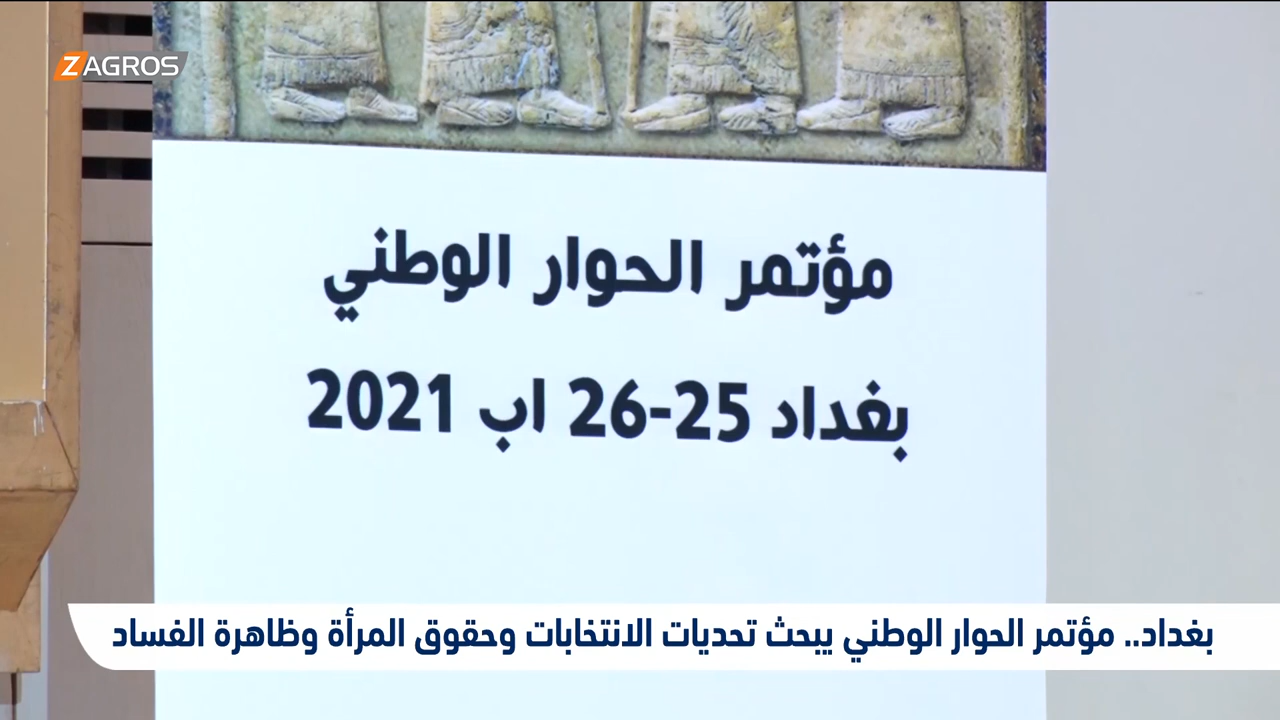 ZAGROS
مؤتمر الحوار الوطني
بغداد 25-26 اب 2021
بغداد.. مؤتمر الحوار الوطني يبحث تحديات الانتخابات وحقوق المرأة وظاهرة الفساد